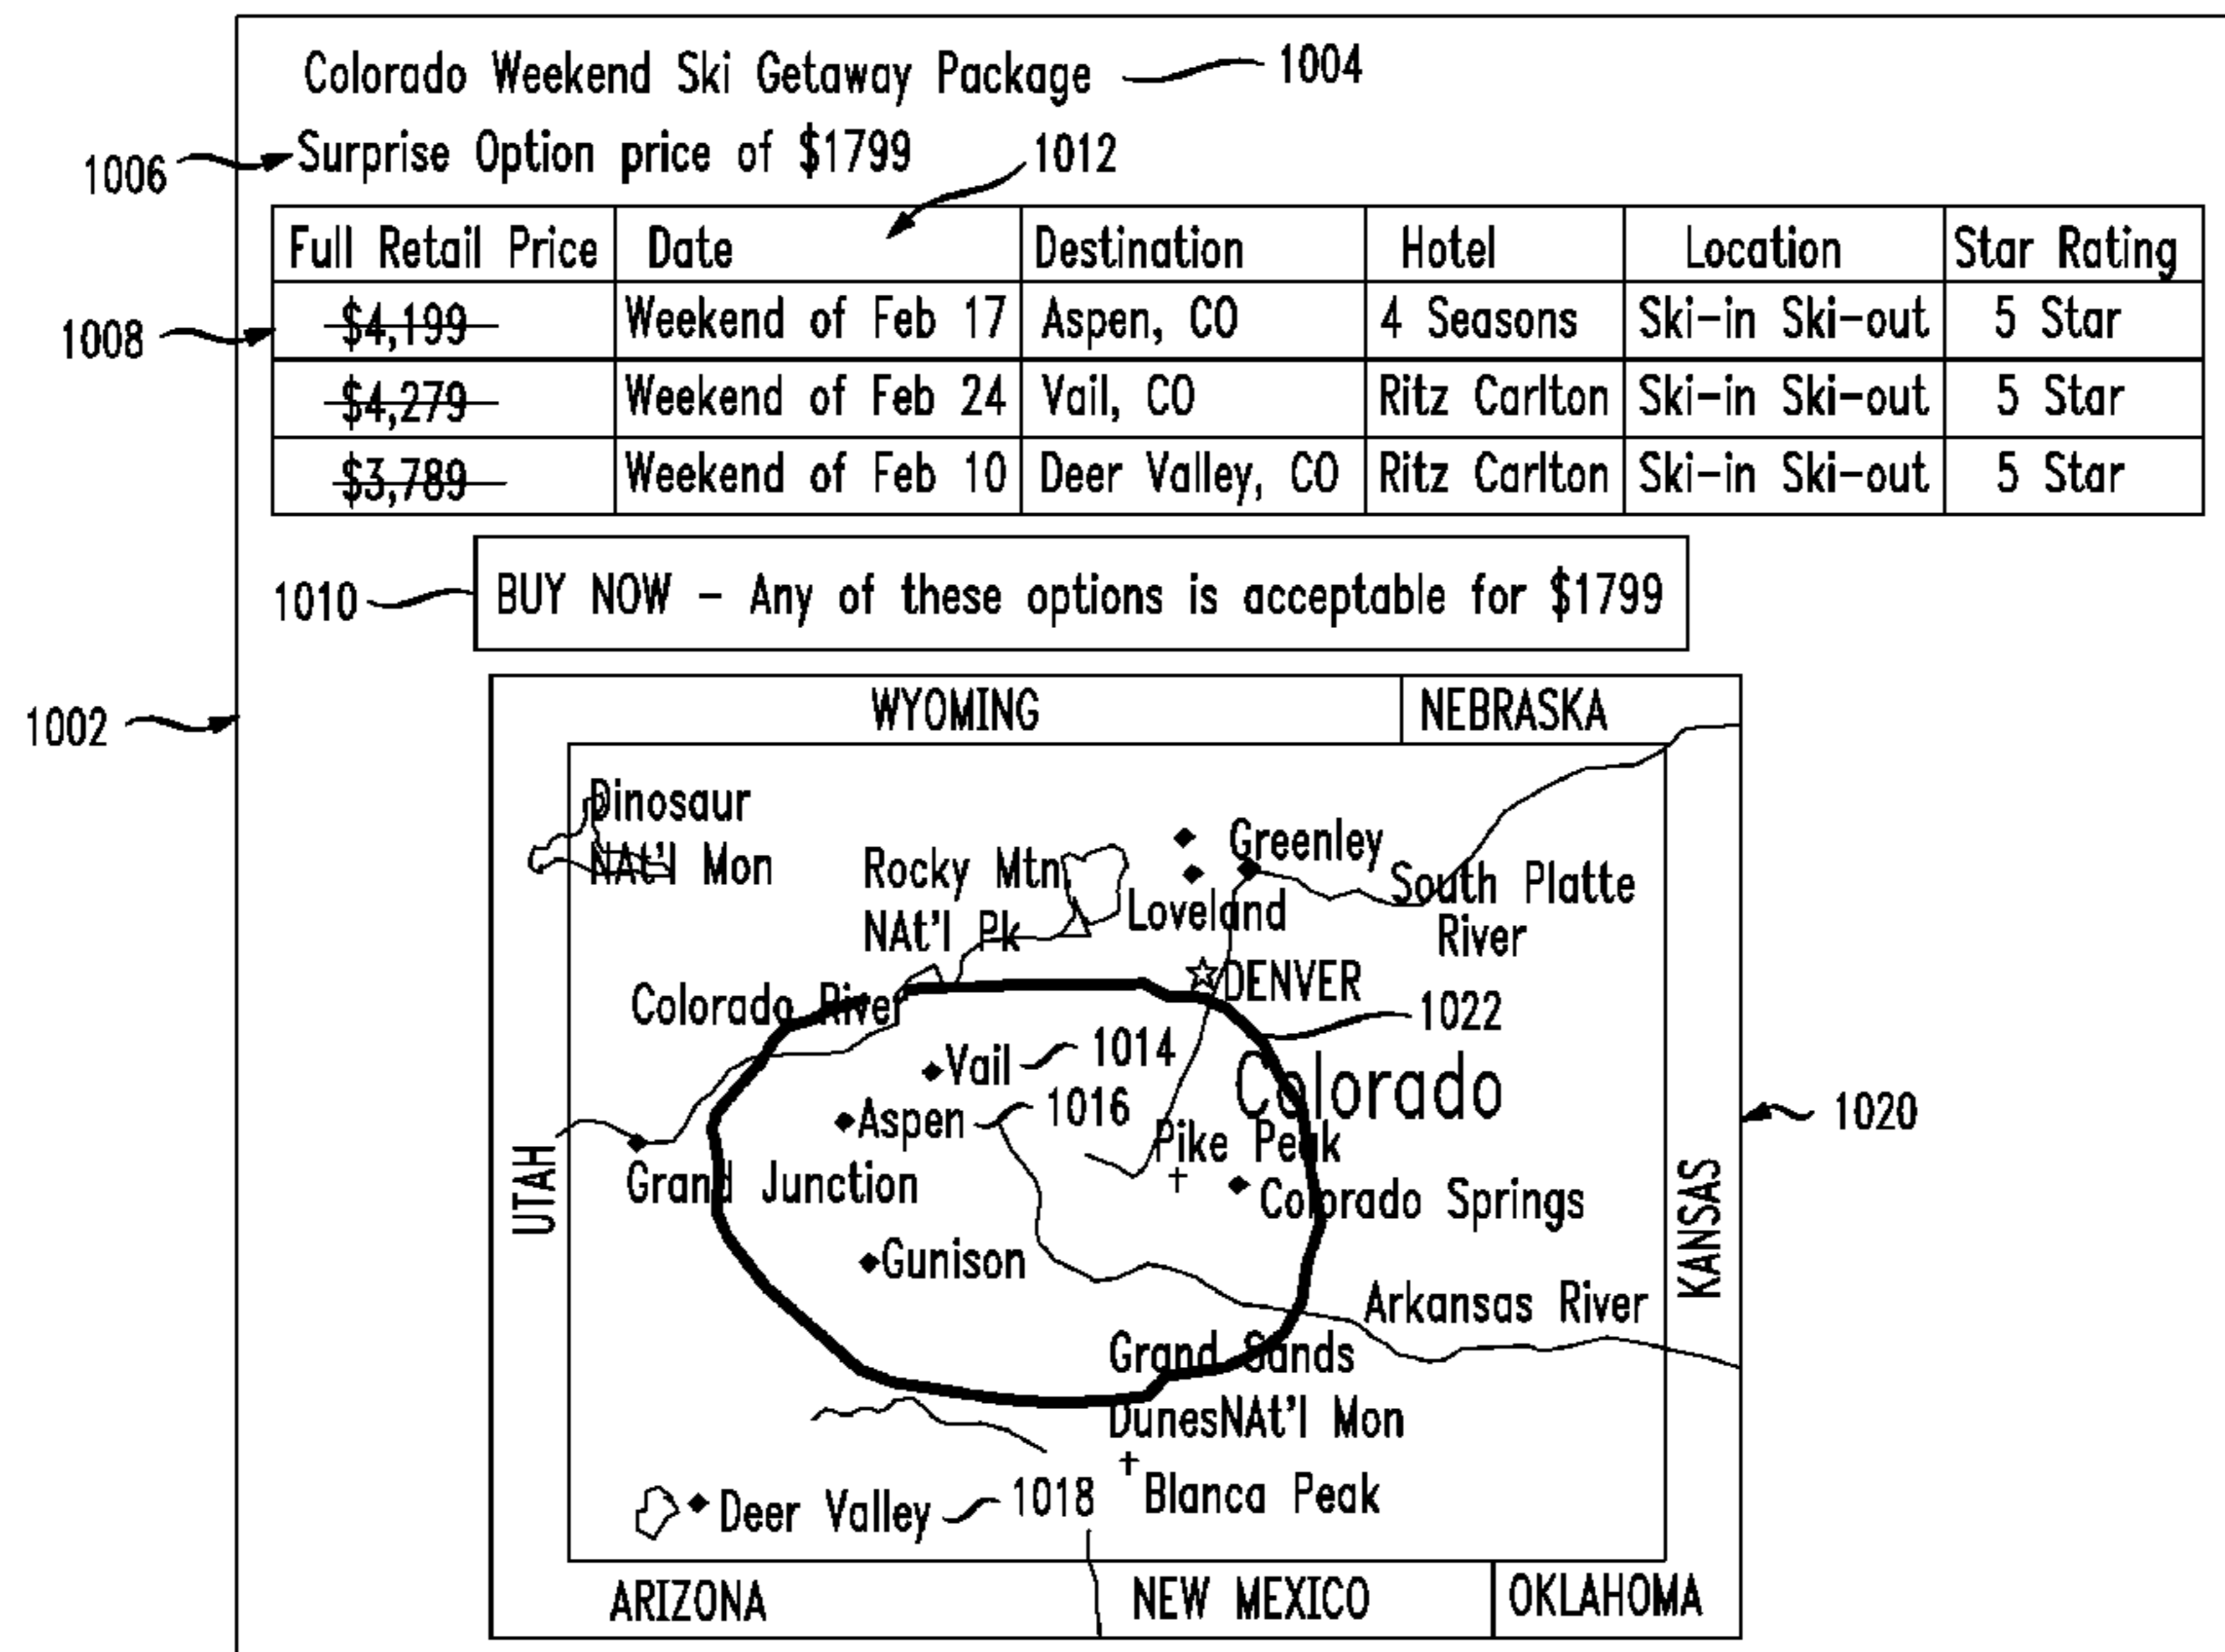 Colorado Weekend Ski Getaway Package 1004
1006 Surprise Option price of $1799 1012
Full Retail Price Date Destination Hotel Location Star Rating
1008 $4,199 Weekend of Feb 17 Aspen, CO 4 Seasons Ski-in Ski-out 5 Star
$4,279 Weekend of Feb 24 Vail, CO Ritz Carlton Ski-in Ski-out 5 Star
$3,789 Weekend of Feb 10 Deer Valley, CO Ritz Carlton Ski-in Ski-out 5 Star
1010 BUY NOW - Any of these options is acceptable for $1799
1002 WYOMING NEBRASKA
Dinosaur
NAt'l Mon
Rocky Mtn
NAt'l Pk
Greenley
Loveland
South Platte
River
DENVER
Colorado River
1022
Vail 1014
Colorado
Aspen 1016
1020
Pike Peak
UTAH
Grand Junction
Colorado Springs
KANSAS
Gunison
Arkansas River
Grand Sands
DunesNAt'l Mon
Blanca Peak
Deer Valley 1018
ARIZONA NEW MEXICO OKLAHOMA